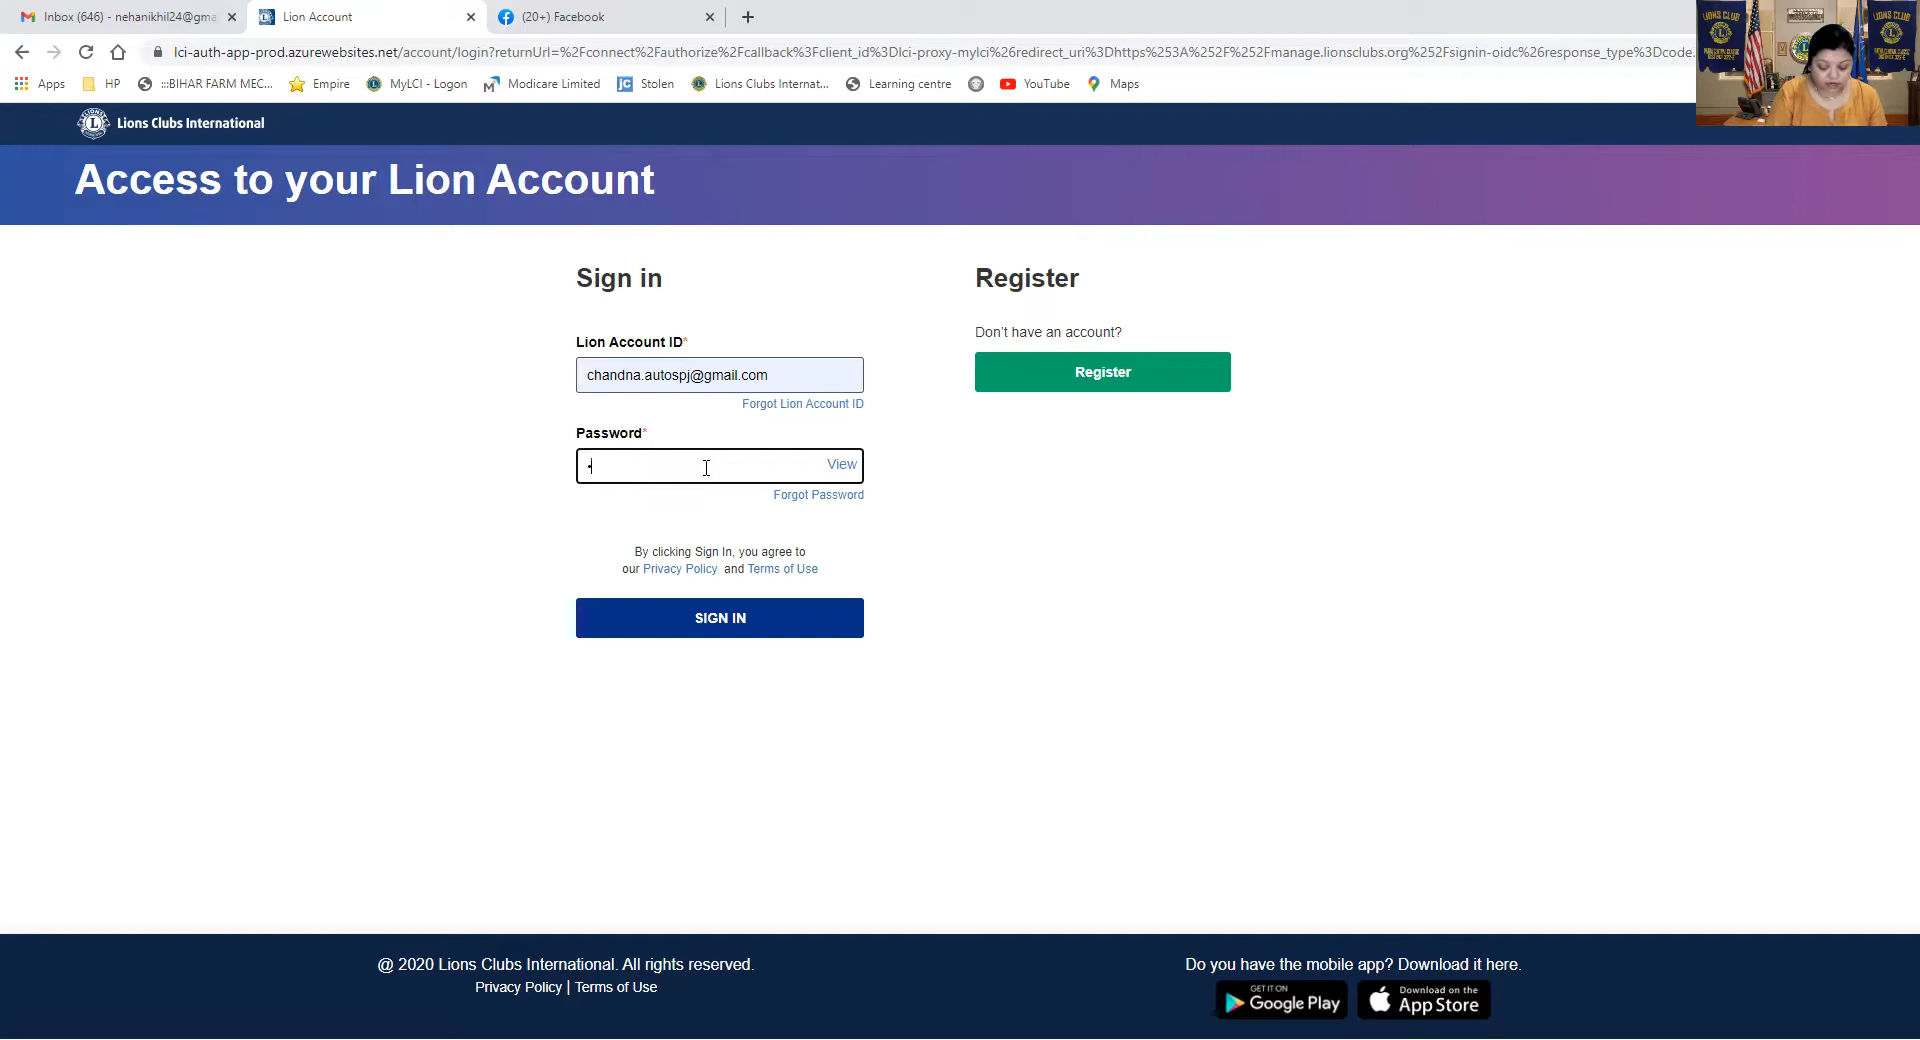 Inbox (646) - nehanikhil24@gma
Lion Account
(20+) Facebook
lci-auth-app-prod.azurewebsites.net/account/login?returnUrl=%2Fconnect%2Fauthorize%2Fcallback%3Fclient_id%3Dlci-proxy-mylci%26redirect_uri%3Dhttps%253A%252F%252Fmanage.lionsclubs.org%252Fsignin-oidc%26response_type%3Dcode.
Apps
HP
:::BIHAR FARM MEC...
Empire
MyLCI - Logon
Modicare Limited
Stolen
Lions Clubs Internat...
Learning centre
YouTube
Maps
Lions Clubs International
Access to your Lion Account
Sign in
Lion Account ID*
chandna.autospj@gmail.com
Forgot Lion Account ID
Password*
View
Forgot Password
By clicking Sign In, you agree to
our Privacy Policy and Terms of Use
SIGN IN
Register
Don't have an account?
Register
@ 2020 Lions Clubs International. All rights reserved.
Privacy Policy | Terms of Use
Do you have the mobile app? Download it here.
GET IT ON
Google Play
Download on the
App Store
LIONS CLUB
LIONS CLUB